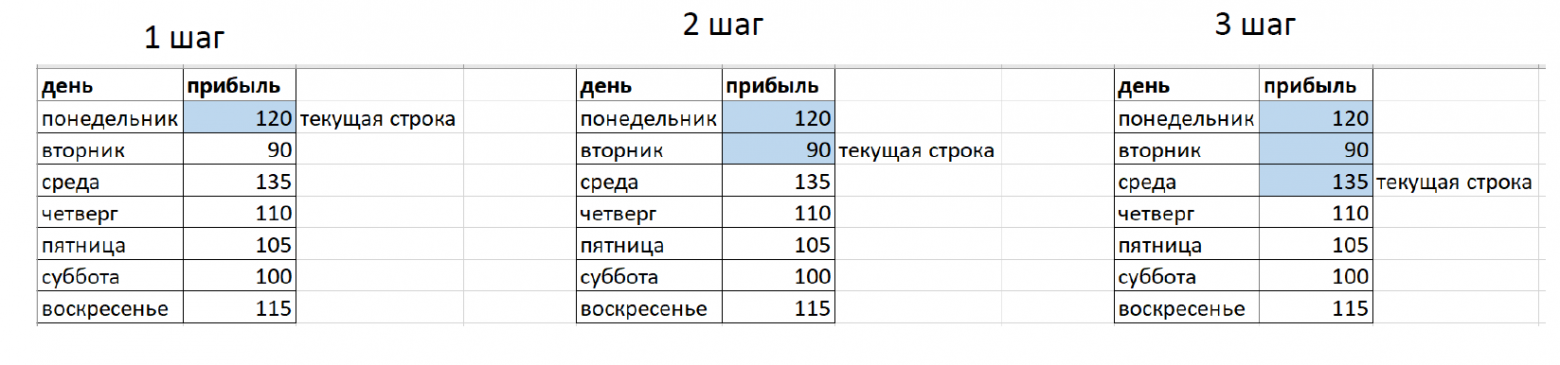 1 шаг
день прибыль
понедельник 120 текущая строка
вторник 90
среда 135
четверг 110
пятница 105
суббота 100
воскресенье 115
2 шаг
день прибыль
понедельник 120
вторник 90 текущая строка
среда 135
четверг 110
пятница 105
суббота 100
воскресенье 115
3 шаг
день прибыль
понедельник 120
вторник 90
среда 135 текущая строка
четверг 110
пятница 105
суббота 100
воскресенье 115